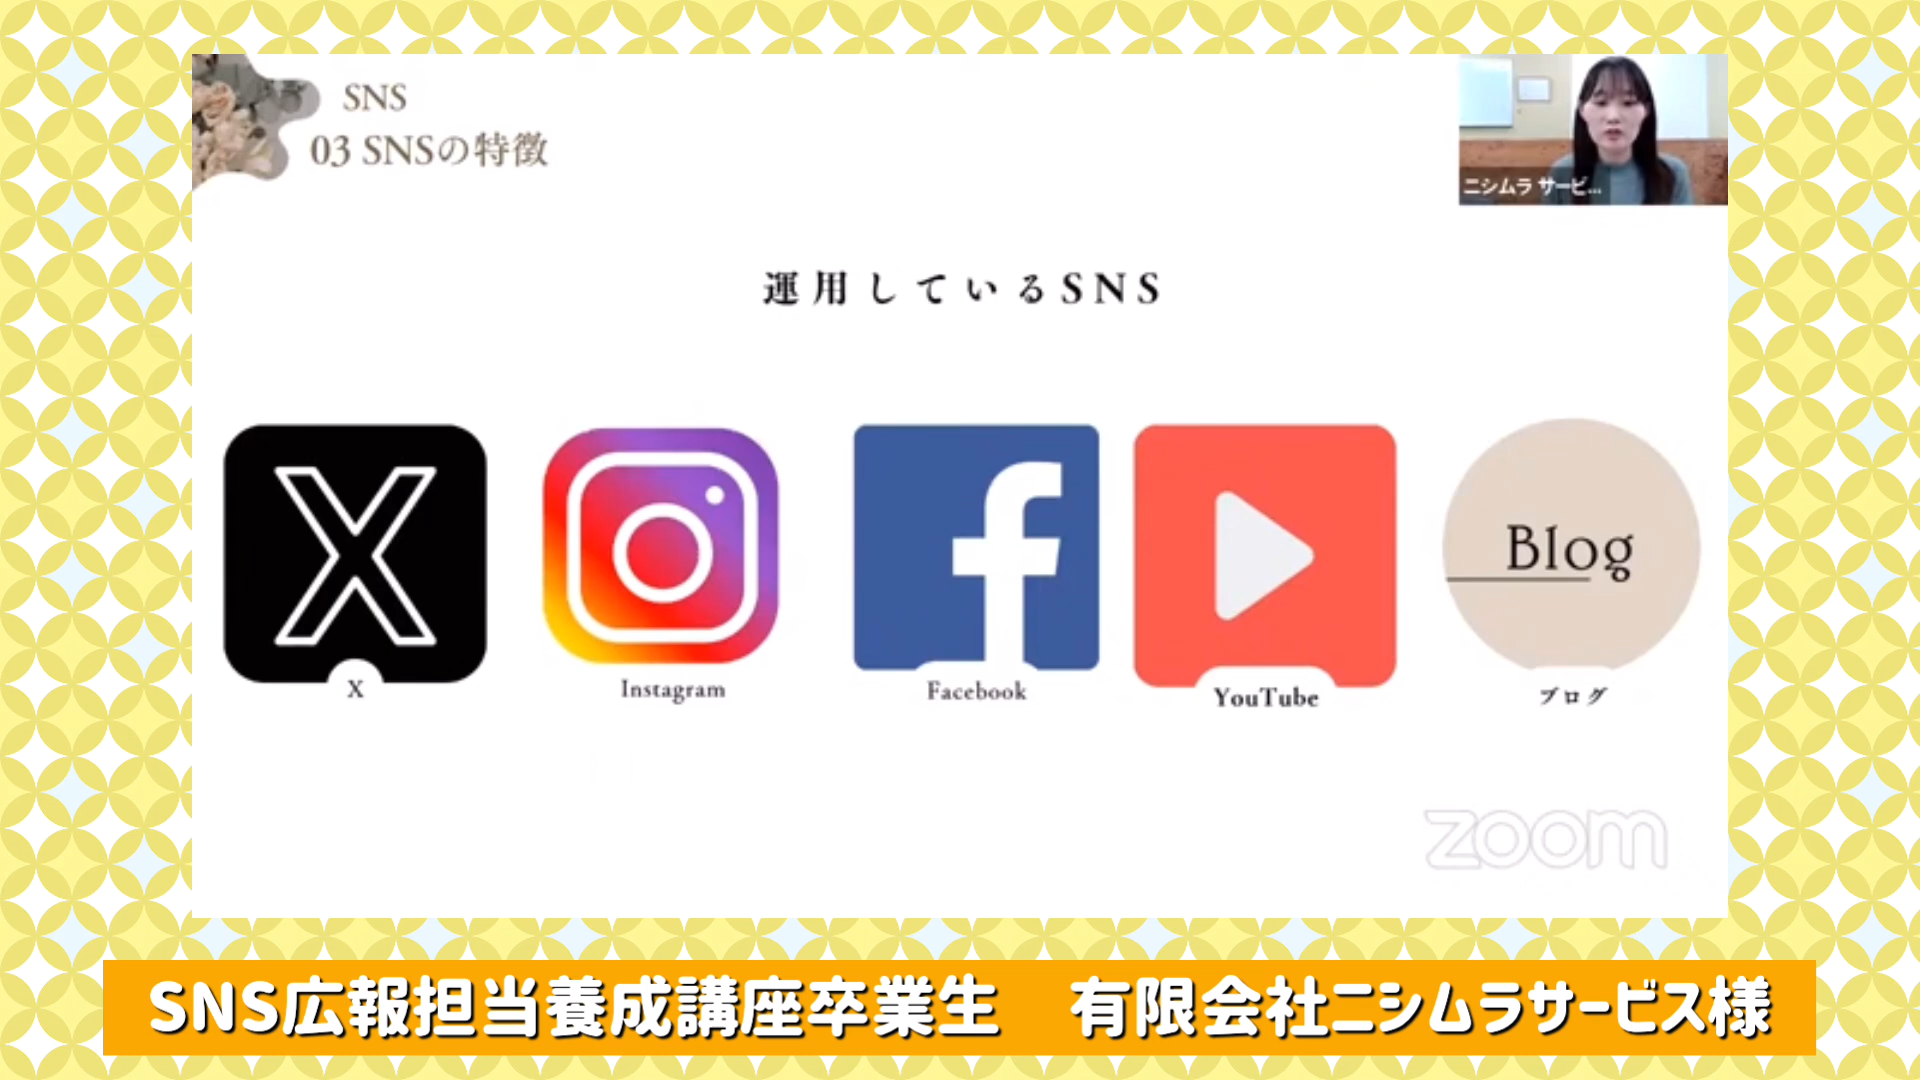 SNS
03 SNSの特徴
ニシムラ サービ...
運用しているSNS
X
Instagram
Facebook
YouTube
Blog
ブログ
zoom
SNS広報担当養成講座卒業生 有限会社ニシムラサービス様